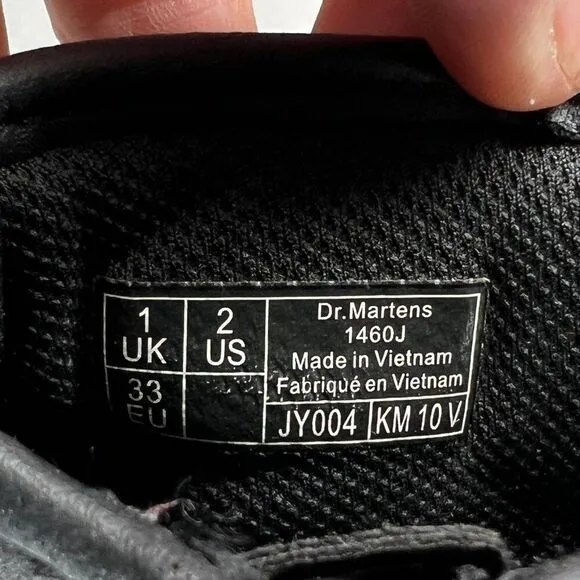 1 UK
2 US
33 EU
Dr.Martens
1460J
Made in Vietnam
Fabriqué en Vietnam
JY004 KM 10 V